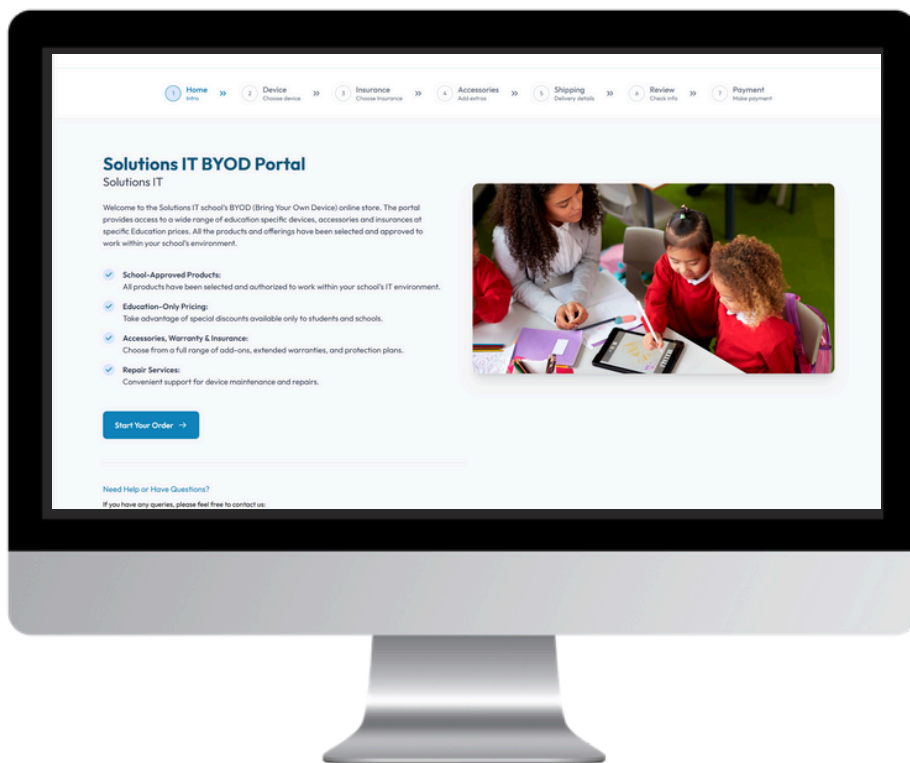 1 Home Intro
2 Device Choose device
3 Insurance Choose Insurance
4 Accessories Add extras
5 Shipping Delivery details
6 Review Check info
7 Payment Make payment
Solutions IT BYOD Portal
Solutions IT
Welcome to the Solutions IT school's BYOD (Bring Your Own Device) online store. The portal
provides access to a wide range of education specific devices, accessories and insurances at
specific Education prices. All the products and offerings have been selected and approved to
work within your school's environment.
School-Approved Products:
All products have been selected and authorized to work within your school's IT environment.
Education-Only Pricing:
Take advantage of special discounts available only to students and schools.
Accessories, Warranty & Insurance:
Choose from a full range of add-ons, extended warranties, and protection plans.
Repair Services:
Convenient support for device maintenance and repairs.
Start Your Order →
Need Help or Have Questions?
If you have any queries, please feel free to contact us: